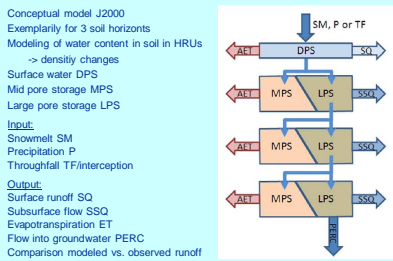 Conceptual model J2000
Exemplarily for 3 soil horizonts
Modeling of water content in soil in HRUs
-> densitiy changes
Surface water DPS
Mid pore storage MPS
Large pore storage LPS
Input:
Snowmelt SM
Precipitation P
Throughfall TF/interception
Output:
Surface runoff SQ
Subsurface flow SSQ
Evapotranspiration ET
Flow into groundwater PERC
Comparison modeled vs. observed runoff
SM, P or TF
AET DPS SQ
AET MPS LPS SSQ
AET MPS LPS SSQ
AET MPS LPS SSQ
PERC